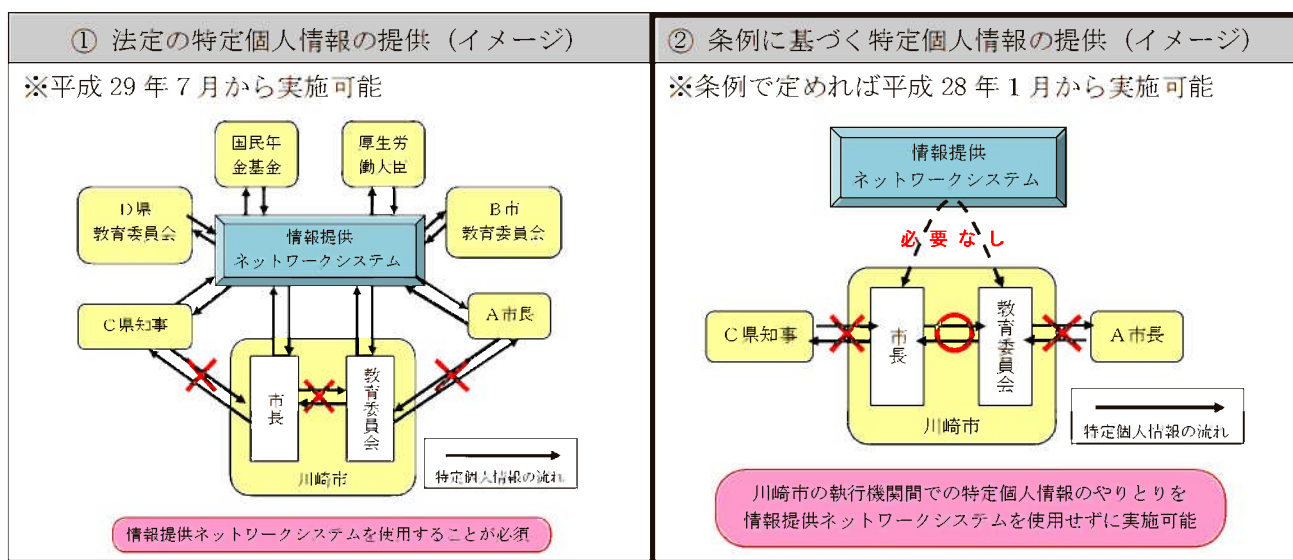 ① 法定の特定個人情報の提供（イメージ）
※平成 29 年 7 月から実施可能
国民年
金基金
厚生労
働大臣
D県
教育委員会
B市
教育委員会
情報提供
ネットワークシステム
C県知事
A市長
市長
教育委員会
川崎市
特定個人情報の流れ
情報提供ネットワークシステムを使用することが必須
② 条例に基づく特定個人情報の提供（イメージ）
※条例で定めれば平成 28 年 1 月から実施可能
情報提供
ネットワークシステム
必要なし
C県知事
市長
教育委員会
A市長
川崎市
特定個人情報の流れ
川崎市の執行機関間での特定個人情報のやりとりを
情報提供ネットワークシステムを使用せずに実施可能